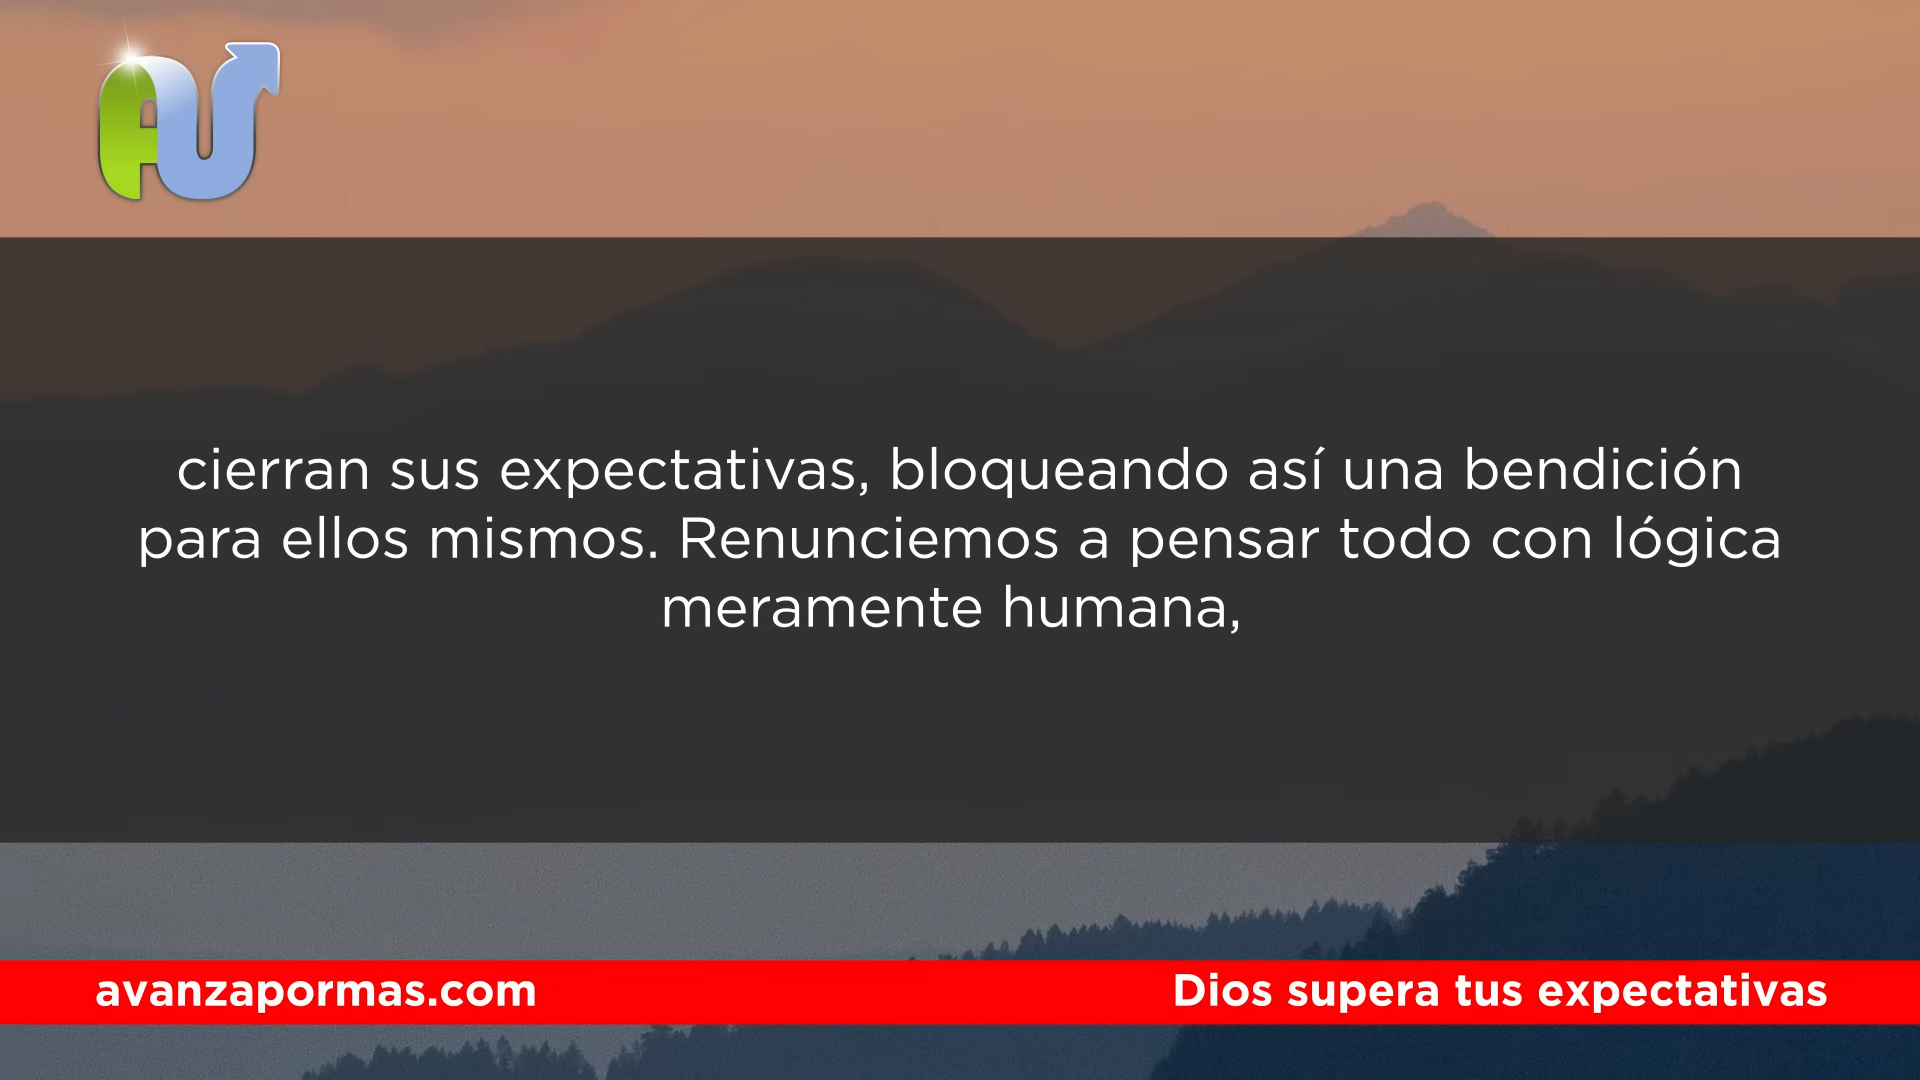 cierran sus expectativas, bloqueando así una bendición
para ellos mismos. Renunciemos a pensar todo con lógica
meramente humana,
avanzapormas.com
Dios supera tus expectativas